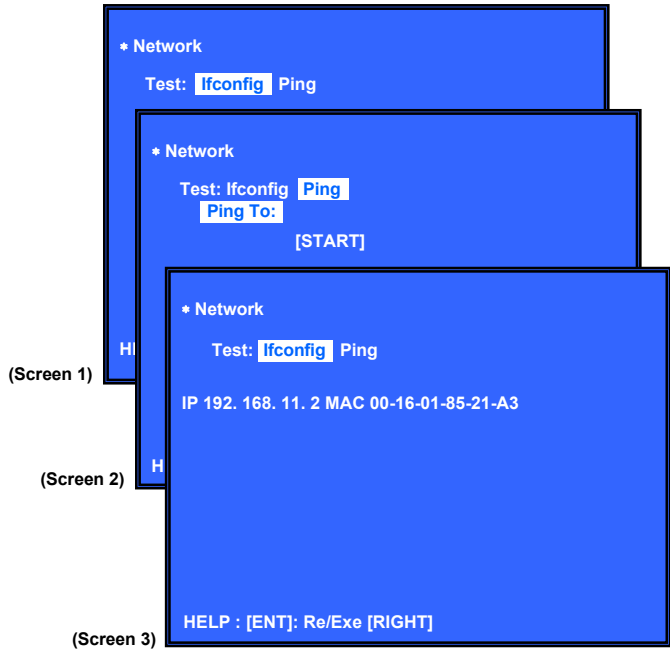 * Network
Test: Ifconfig Ping
(Screen 1)
* Network
Test: Ifconfig Ping
Ping To:
[START]
(Screen 2)
* Network
Test: Ifconfig Ping
IP 192. 168. 11. 2 MAC 00-16-01-85-21-A3
HELP : [ENT]: Re/Exe [RIGHT]
(Screen 3)